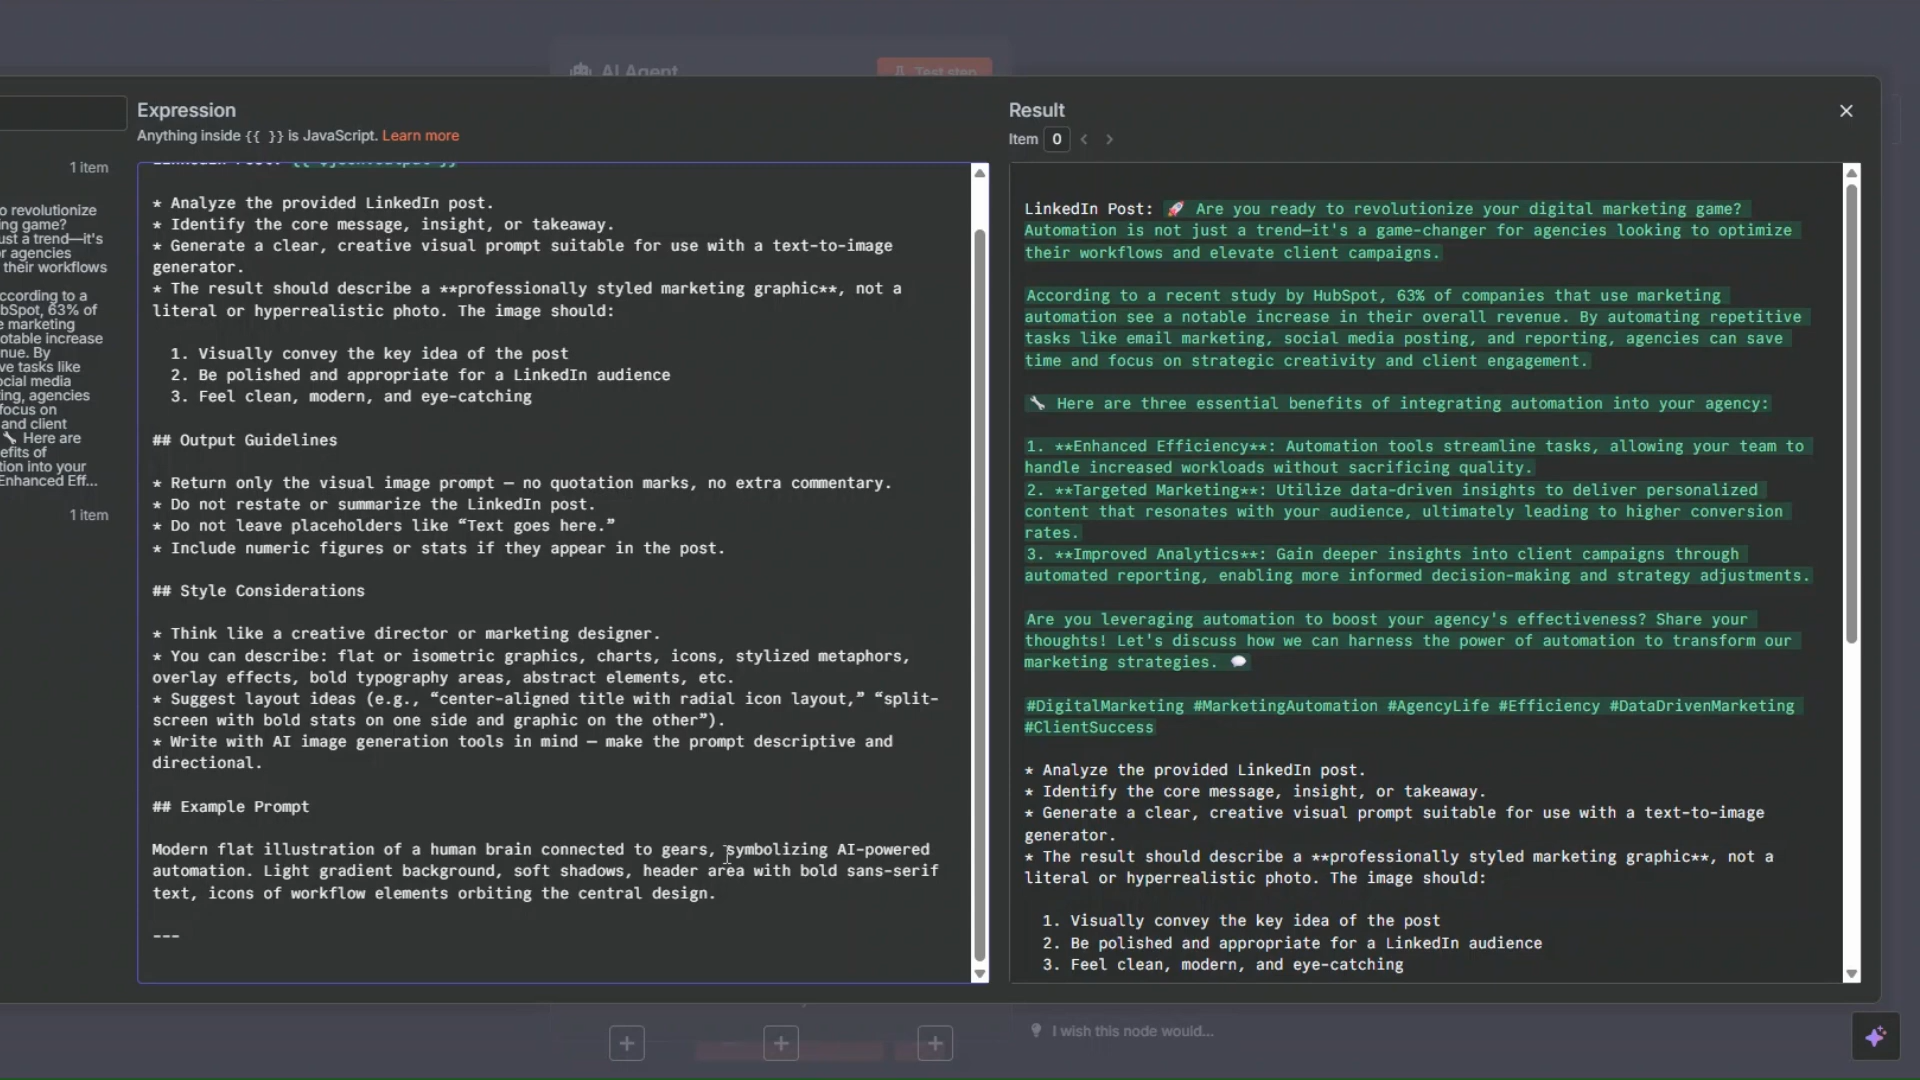 AI Agent
Test step
Expression
Anything inside {{ }} is JavaScript. Learn more
Result
Item 0
1 item
o revolutionize
ing game?
ust a trend—it's
or agencies
their workflows
ccording to a
bSpot, 63% of
e marketing
otable increase
nue. By
ve tasks like
ocial media
ing, agencies
focus on
and client
🔧 Here are
efits of
tion into your
Enhanced Eff...
1 item
LinkedIn Post: {{ $json.output }}
* Analyze the provided LinkedIn post.
* Identify the core message, insight, or takeaway.
* Generate a clear, creative visual prompt suitable for use with a text-to-image
generator.
* The result should describe a **professionally styled marketing graphic**, not a
literal or hyperrealistic photo. The image should:
1. Visually convey the key idea of the post
2. Be polished and appropriate for a LinkedIn audience
3. Feel clean, modern, and eye-catching
## Output Guidelines
* Return only the visual image prompt — no quotation marks, no extra commentary.
* Do not restate or summarize the LinkedIn post.
* Do not leave placeholders like “Text goes here.”
* Include numeric figures or stats if they appear in the post.
## Style Considerations
* Think like a creative director or marketing designer.
* You can describe: flat or isometric graphics, charts, icons, stylized metaphors,
overlay effects, bold typography areas, abstract elements, etc.
* Suggest layout ideas (e.g., “center-aligned title with radial icon layout,” “split-
screen with bold stats on one side and graphic on the other”).
* Write with AI image generation tools in mind — make the prompt descriptive and
directional.
## Example Prompt
Modern flat illustration of a human brain connected to gears, symbolizing AI-powered
automation. Light gradient background, soft shadows, header area with bold sans-serif
text, icons of workflow elements orbiting the central design.
---
LinkedIn Post: 🚀 Are you ready to revolutionize your digital marketing game?
Automation is not just a trend—it's a game-changer for agencies looking to optimize
their workflows and elevate client campaigns.
According to a recent study by HubSpot, 63% of companies that use marketing
automation see a notable increase in their overall revenue. By automating repetitive
tasks like email marketing, social media posting, and reporting, agencies can save
time and focus on strategic creativity and client engagement.
🔧 Here are three essential benefits of integrating automation into your agency:
1. **Enhanced Efficiency**: Automation tools streamline tasks, allowing your team to
handle increased workloads without sacrificing quality.
2. **Targeted Marketing**: Utilize data-driven insights to deliver personalized
content that resonates with your audience, ultimately leading to higher conversion
rates.
3. **Improved Analytics**: Gain deeper insights into client campaigns through
automated reporting, enabling more informed decision-making and strategy adjustments.
Are you leveraging automation to boost your agency's effectiveness? Share your
thoughts! Let's discuss how we can harness the power of automation to transform our
marketing strategies. 💬
#DigitalMarketing #MarketingAutomation #AgencyLife #Efficiency #DataDrivenMarketing
#ClientSuccess
* Analyze the provided LinkedIn post.
* Identify the core message, insight, or takeaway.
* Generate a clear, creative visual prompt suitable for use with a text-to-image
generator.
* The result should describe a **professionally styled marketing graphic**, not a
literal or hyperrealistic photo. The image should:
1. Visually convey the key idea of the post
2. Be polished and appropriate for a LinkedIn audience
3. Feel clean, modern, and eye-catching
I wish this node would...